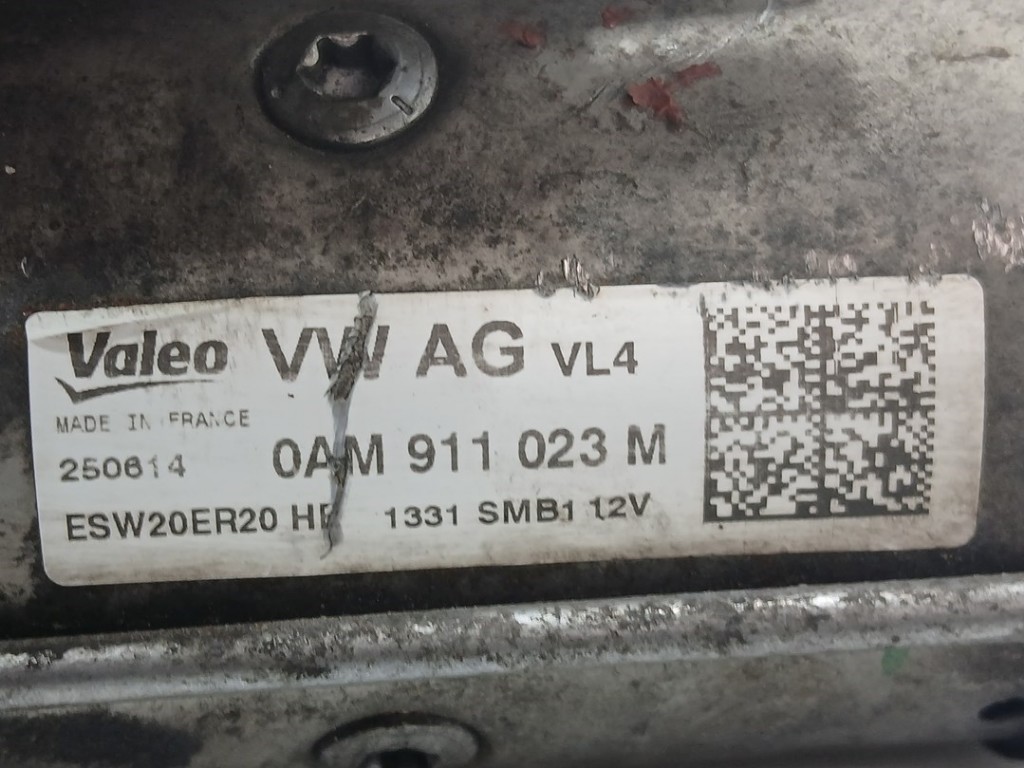 Valeo VW AG VL4
MADE IN FRANCE
250614 0AM 911 023 M
ESW20ER20 1331 SMB1 12V